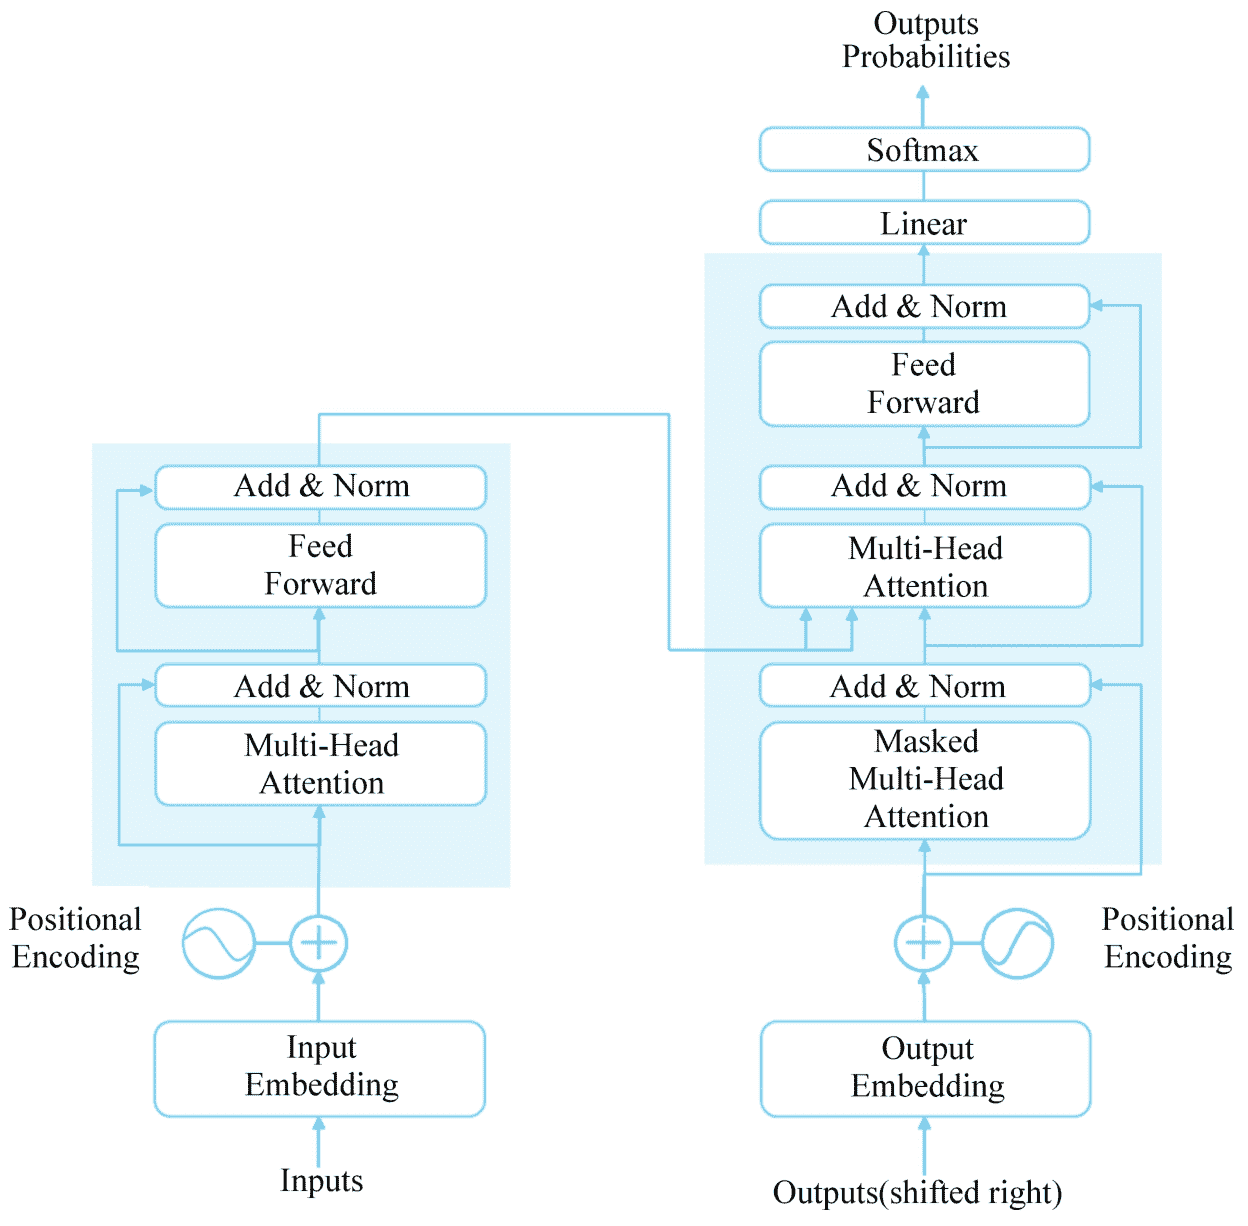 Outputs
Probabilities
Softmax
Linear
Add & Norm
Feed
Forward
Add & Norm
Multi-Head
Attention
Add & Norm
Masked
Multi-Head
Attention
Positional
Encoding
Output
Embedding
Outputs(shifted right)
Add & Norm
Feed
Forward
Add & Norm
Multi-Head
Attention
Positional
Encoding
Input
Embedding
Inputs